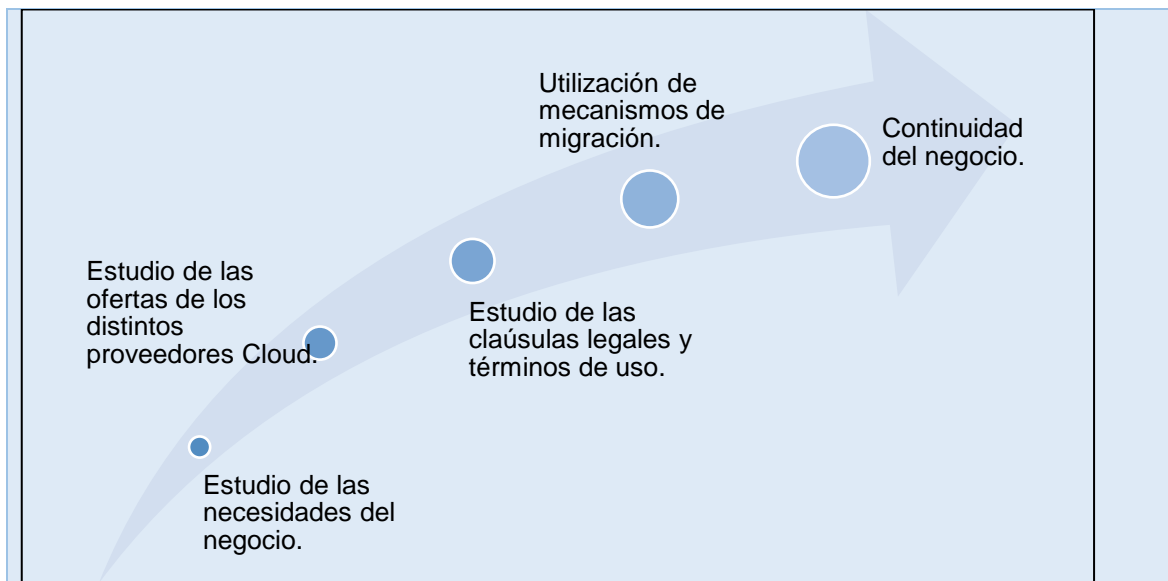 Utilización de
mecanismos de
migración.
Continuidad
del negocio.
Estudio de las
ofertas de los
distintos
proveedores Cloud.
Estudio de las
claúsulas legales y
términos de uso.
Estudio de las
necesidades del
negocio.